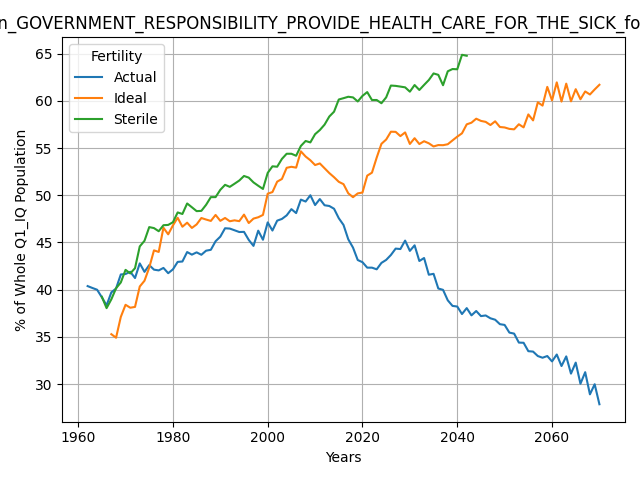 n_GOVERNMENT_RESPONSIBILITY_PROVIDE_HEALTH_CARE_FOR_THE_SICK_fo
Fertility
Actual
Ideal
Sterile
% of Whole Q1_IQ Population
65
60
55
50
45
40
35
30
1960 1980 2000 2020 2040 2060
Years